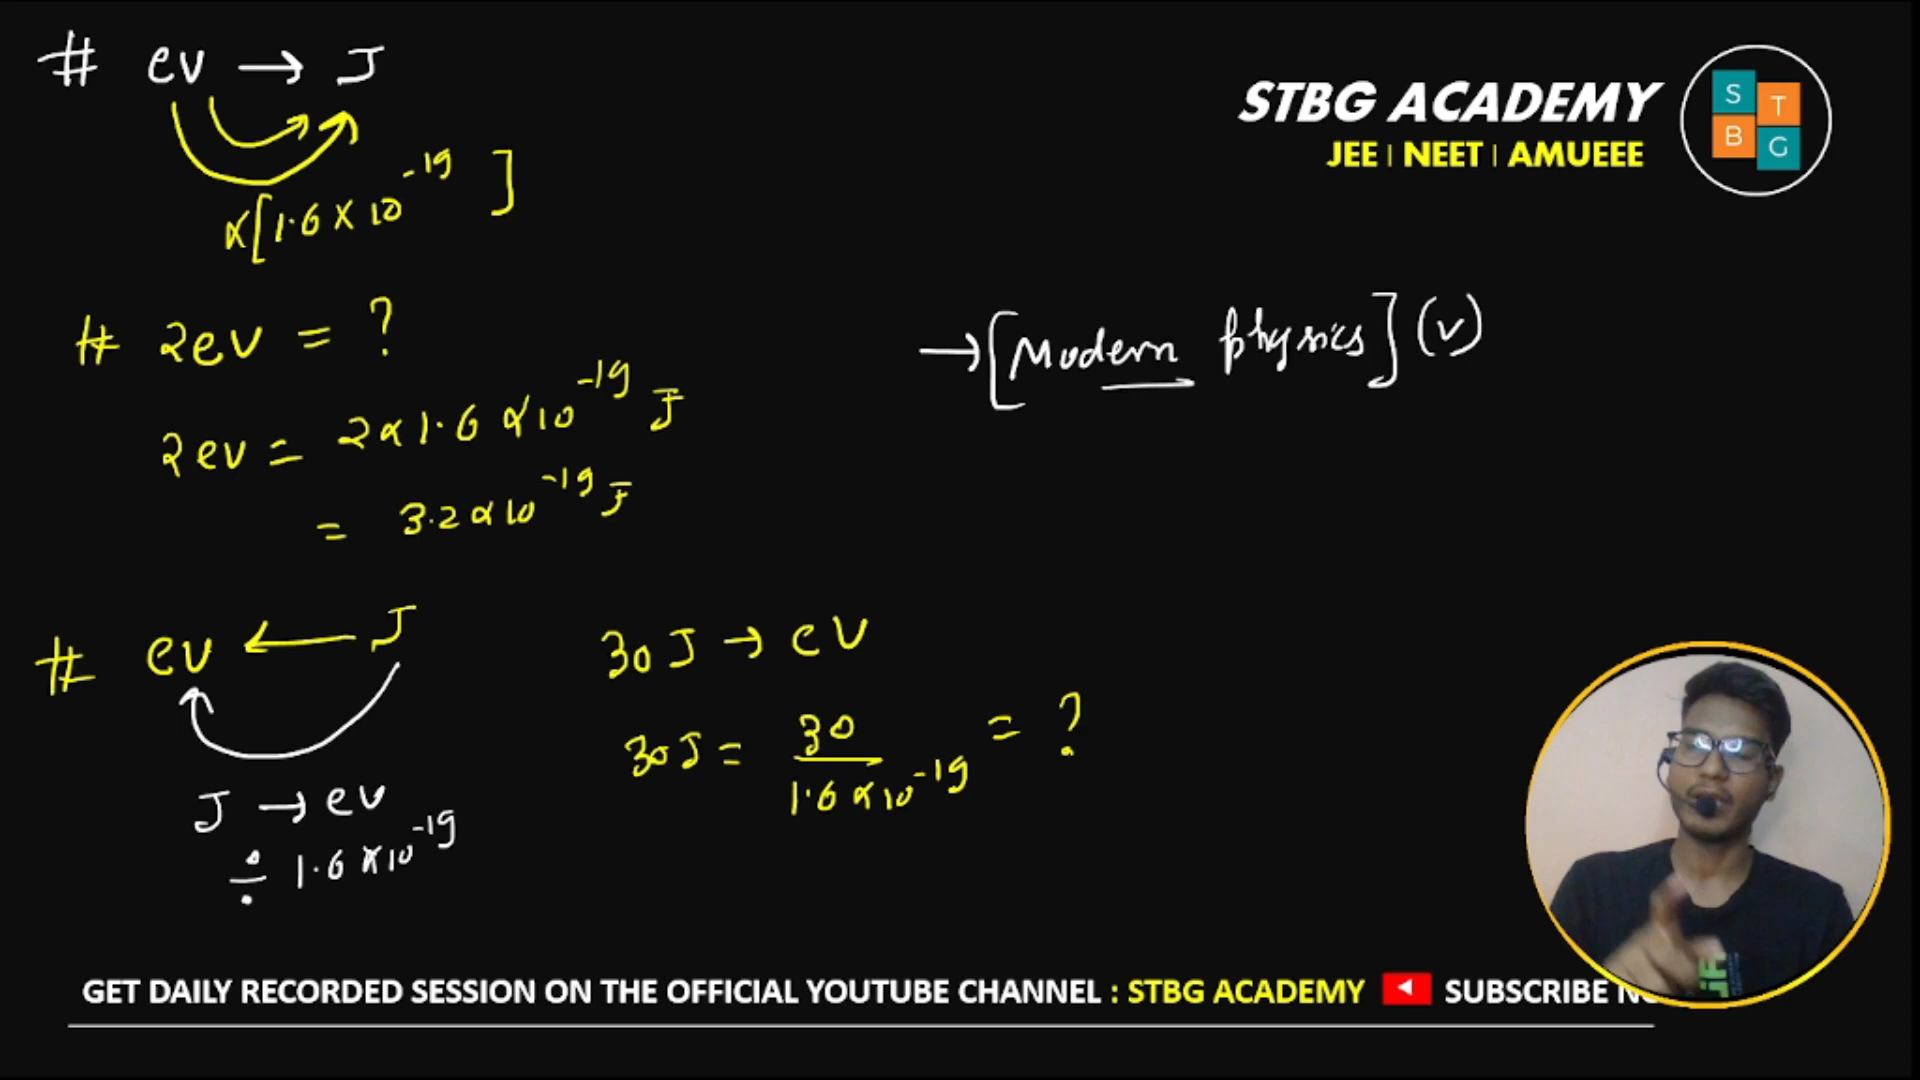 # ev → J
×[1.6 × 10⁻¹⁹ ]
# 2ev = ?
2ev = 2×1.6 ×10⁻¹⁹ J
= 3.2×10⁻¹⁹ J
# ev ← J
J → ev
÷ 1.6 ×10⁻¹⁹
30 J → eV
30 J = 30 / 1.6 ×10⁻¹⁹ = ?
→ [Modern Physics] (v)
STBG ACADEMY
JEE | NEET | AMUEEE
S T
B G
GET DAILY RECORDED SESSION ON THE OFFICIAL YOUTUBE CHANNEL : STBG ACADEMY SUBSCRIBE